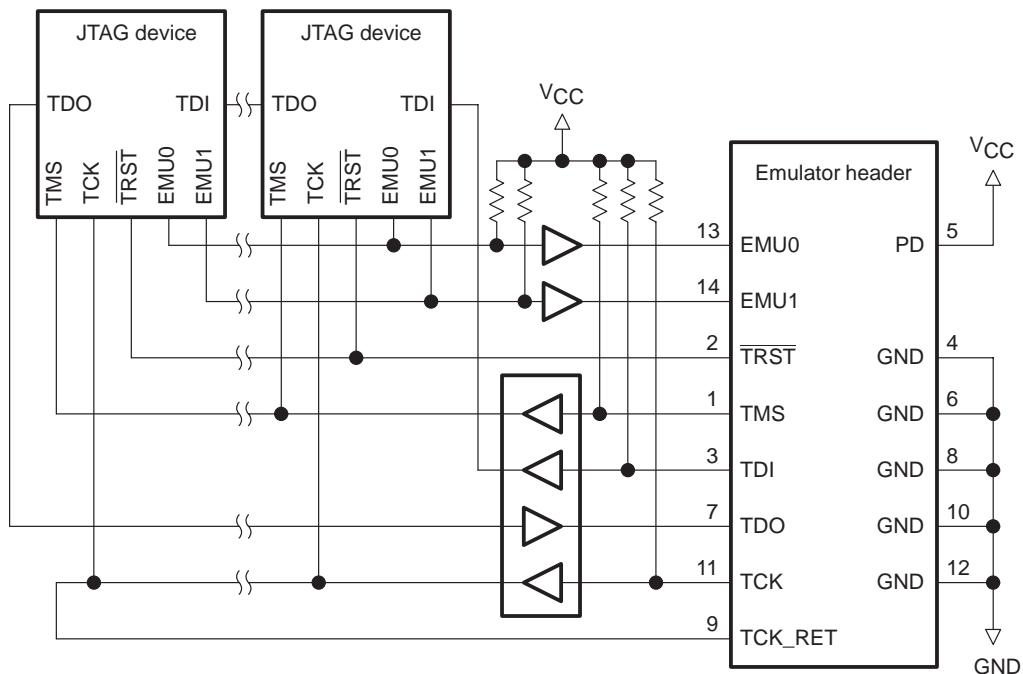 JTAG device
TDO TDI
TMS
TCK
TRST
EMU0
EMU1
JTAG device
TDO TDI
TMS
TCK
TRST
EMU0
EMU1
VCC
Emulator header
VCC
13 EMU0 PD 5
14 EMU1
2 TRST GND 4
1 TMS GND 6
3 TDI GND 8
7 TDO GND 10
11 TCK GND 12
9 TCK_RET
GND